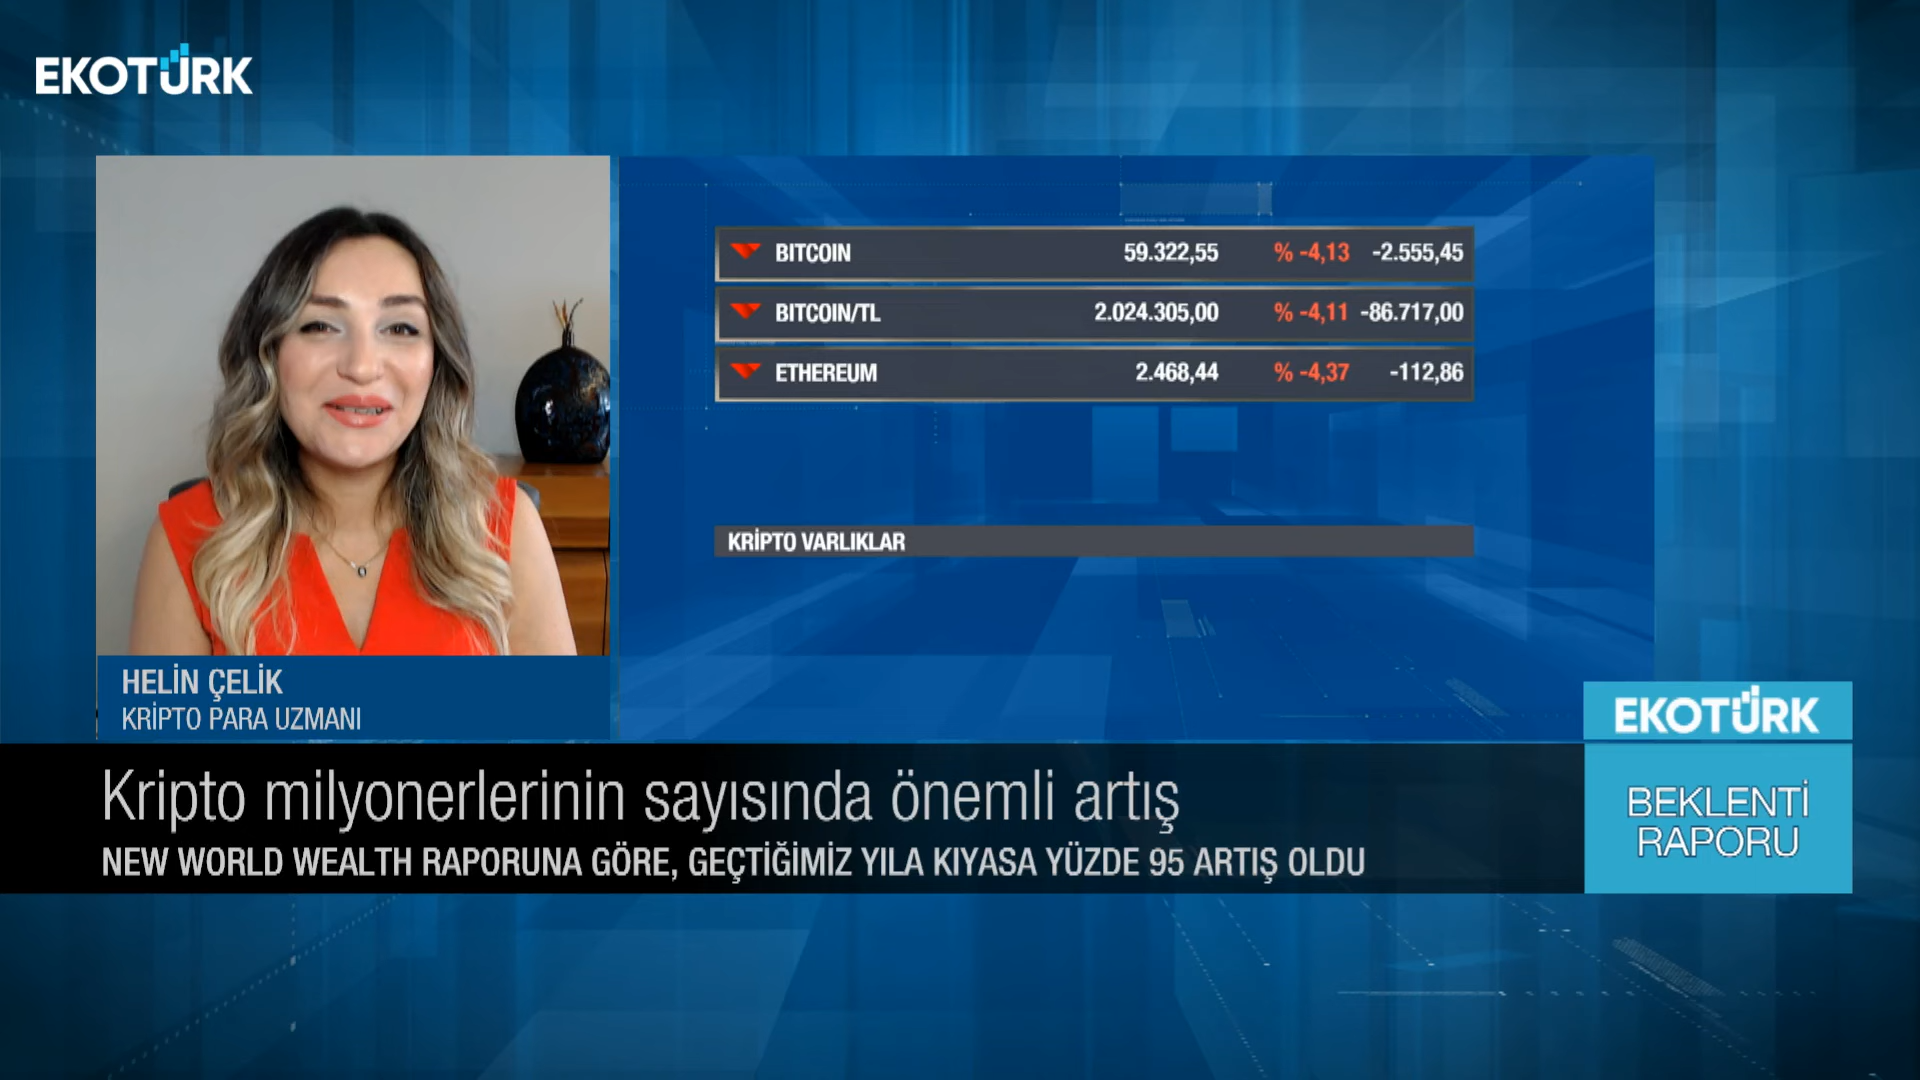 EKOTÜRK
BITCOIN 59.322,55 % -4,13 -2.555,45
BITCOIN/TL 2.024.305,00 % -4,11 -86.717,00
ETHEREUM 2.468,44 % -4,37 -112,86
KRİPTO VARLIKLAR
HELİN ÇELİK
KRİPTO PARA UZMANI
Kripto milyonerlerinin sayısında önemli artış
NEW WORLD WEALTH RAPORUNA GÖRE, GEÇTİĞİMİZ YILA KIYASA YÜZDE 95 ARTIŞ OLDU
EKOTÜRK
BEKLENTİ
RAPORU